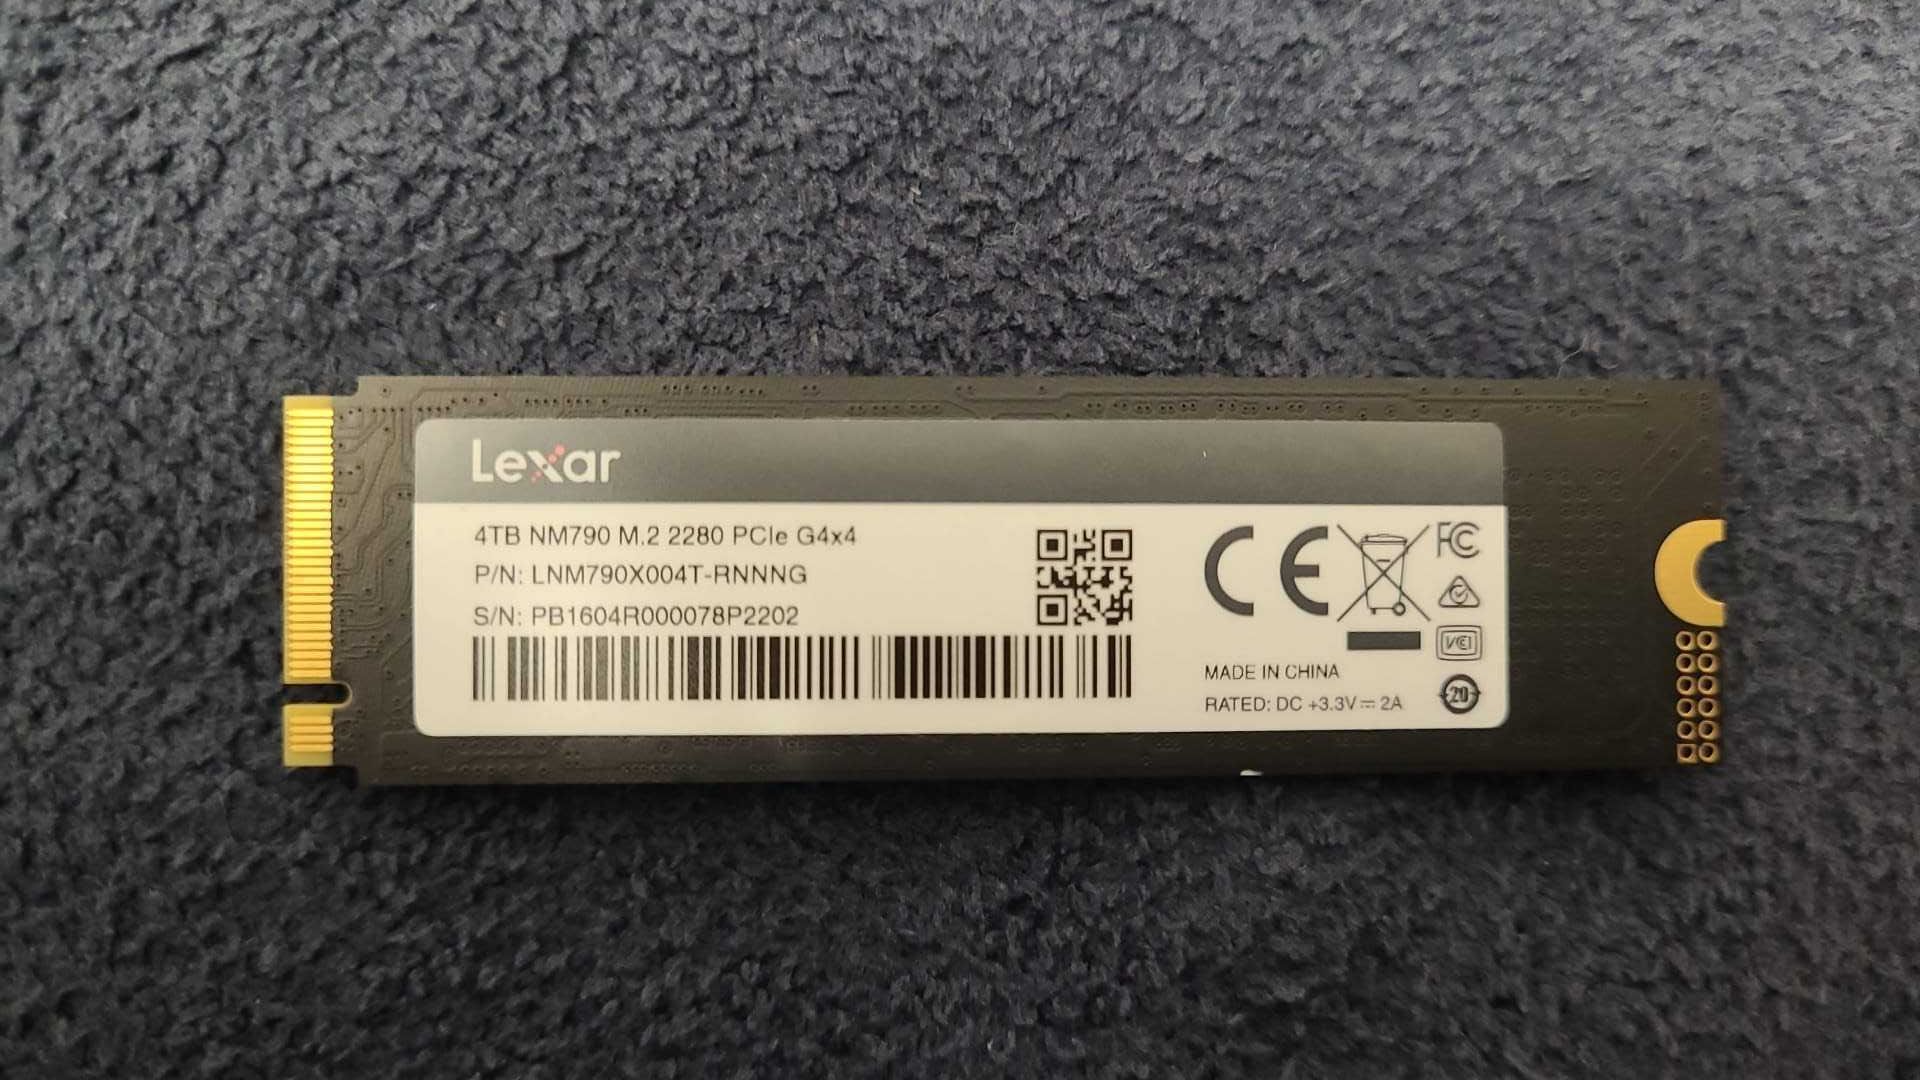 Lexar
4TB NM790 M.2 2280 PCIe G4x4
P/N: LNM790X004T-RNNNG
S/N: PB1604R000078P2202
CE
FC
VCI
MADE IN CHINA
RATED: DC +3.3V⎓2A
20